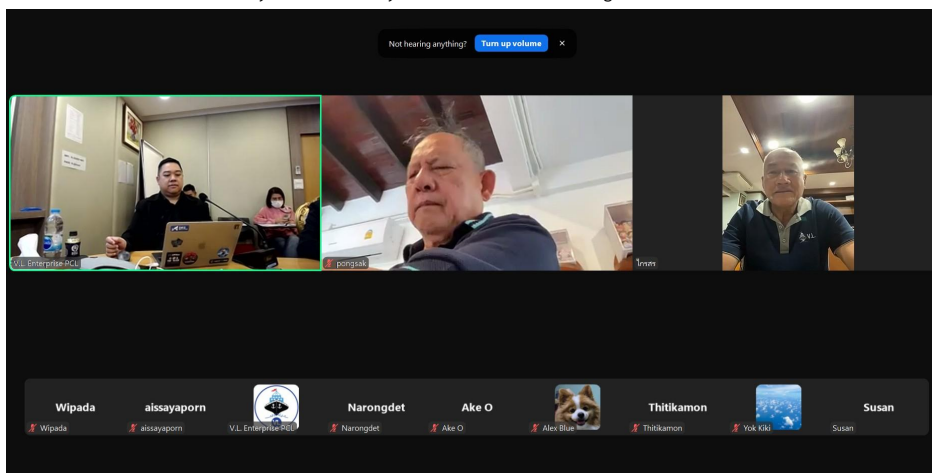 Not hearing anything? Turn up volume ×
V.L. Enterprise PCL
pongsak
ไกรสร
V.L.
Wipada
aissayaporn
Narongdet
Ake O
Thitikamon
Susan
Wipada
aissayaporn
V.L. Enterprise PCL
Narongdet
Ake O
Alex Blue
Thitikamon
Yok Kiki
Susan